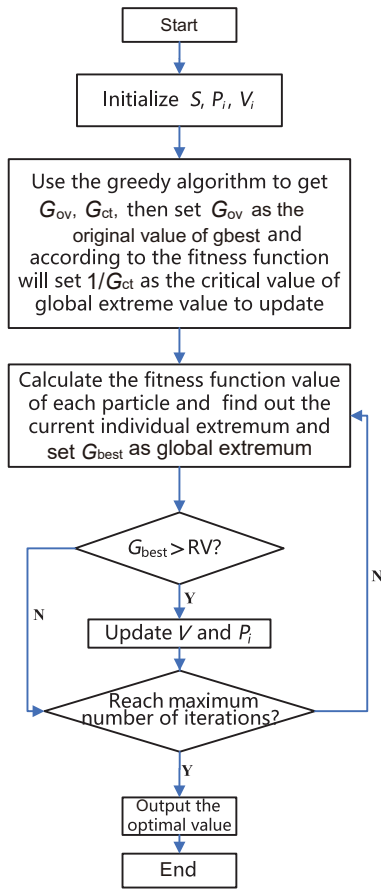 Start
Initialize S, Pi, Vi
Use the greedy algorithm to get
Gov, Gct, then set Gov as the
original value of gbest and
according to the fitness function
will set 1/Gct as the critical value of
global extreme value to update
Calculate the fitness function value
of each particle and find out the
current individual extremum and
set Gbest as global extremum
Gbest > RV?
N
Y
N
Update V and Pi
Reach maximum
number of iterations?
Y
Output the
optimal value
End